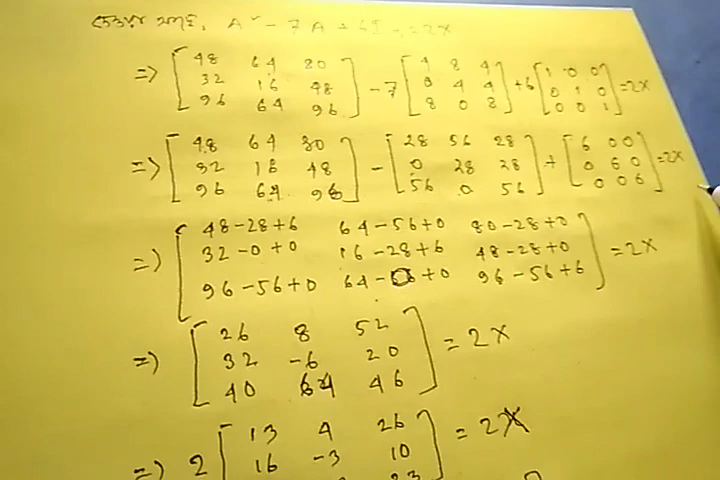 দেওয়া আছে, A² - 7A + 6I = 2X
=> [48 64 80
32 16 48
96 64 96] - 7 [4 8 4
0 4 4
8 0 8] + 6 [1 0 0
0 1 0
0 0 1] = 2X
=> [48 64 80
32 16 48
96 64 96] - [28 56 28
0 28 28
56 0 56] + [6 0 0
0 6 0
0 0 6] = 2X
=> [48-28+6 64-56+0 80-28+0
32-0+0 16-28+6 48-28+0
96-56+0 64-0+0 96-56+6] = 2X
=> [26 8 52
32 -6 20
40 64 46] = 2X
=> 2 [13 4 26
16 -3 10
23] = 2X